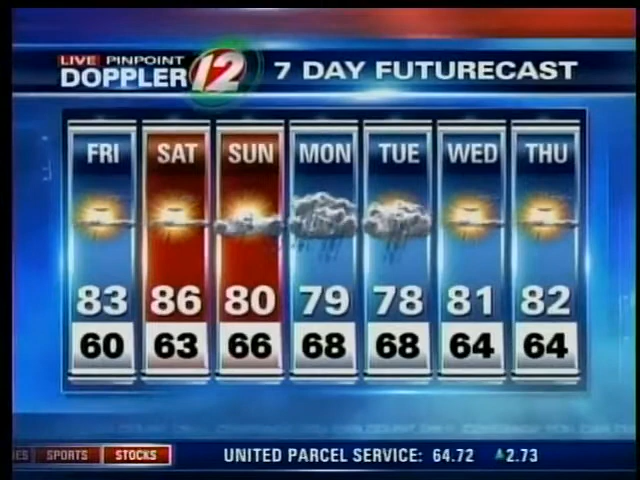 LIVE PINPOINT
DOPPLER 12
7 DAY FUTURECAST
FRI SAT SUN MON TUE WED THU
83 86 80 79 78 81 82
60 63 66 68 68 64 64
SPORTS STOCKS UNITED PARCEL SERVICE: 64.72 ▲2.73